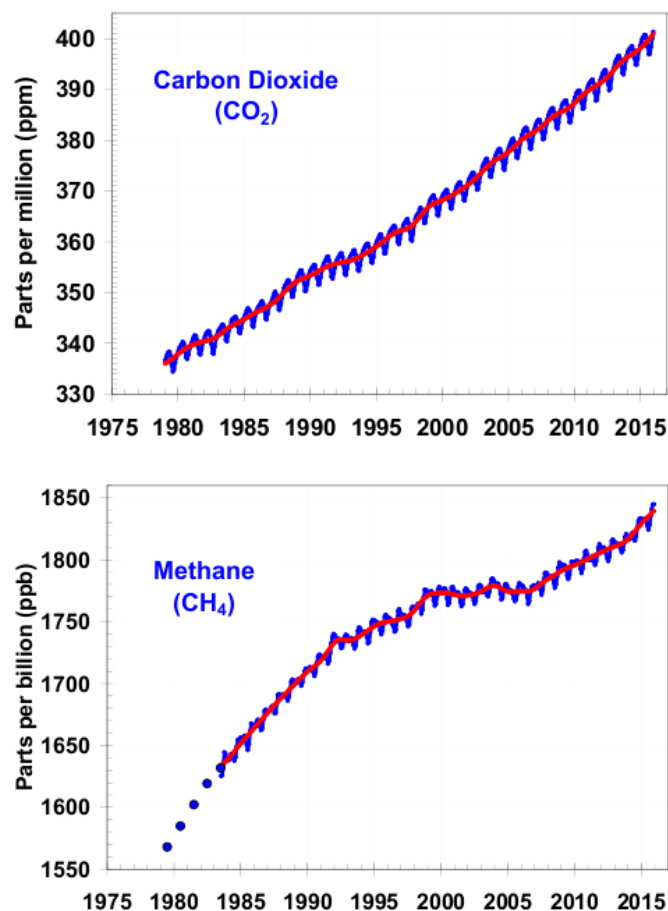 Parts per million (ppm)
400
390
380
370
360
350
340
330
Carbon Dioxide
(CO₂)
1975 1980 1985 1990 1995 2000 2005 2010 2015
Parts per billion (ppb)
1850
1800
1750
1700
1650
1600
1550
Methane
(CH₄)
1975 1980 1985 1990 1995 2000 2005 2010 2015